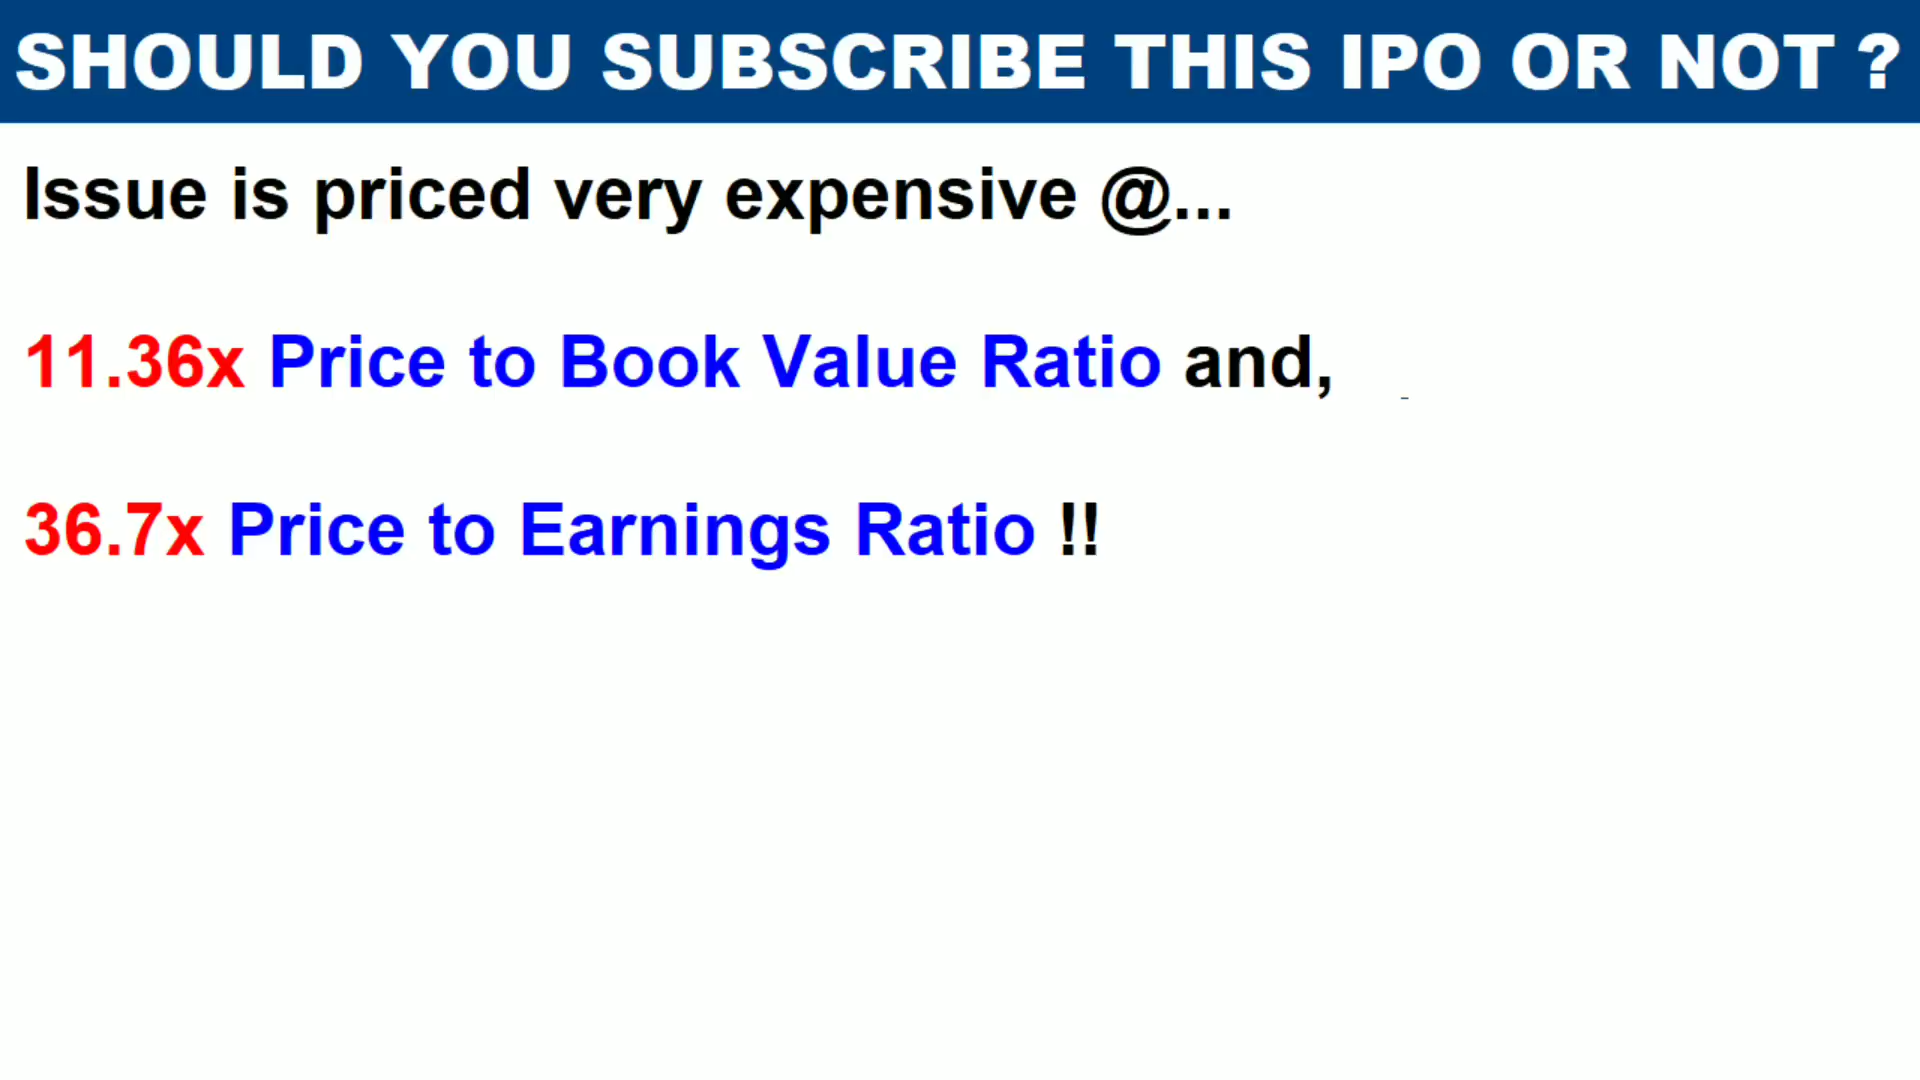 SHOULD YOU SUBSCRIBE THIS IPO OR NOT ?
Issue is priced very expensive @...
11.36x Price to Book Value Ratio and,
36.7x Price to Earnings Ratio !!